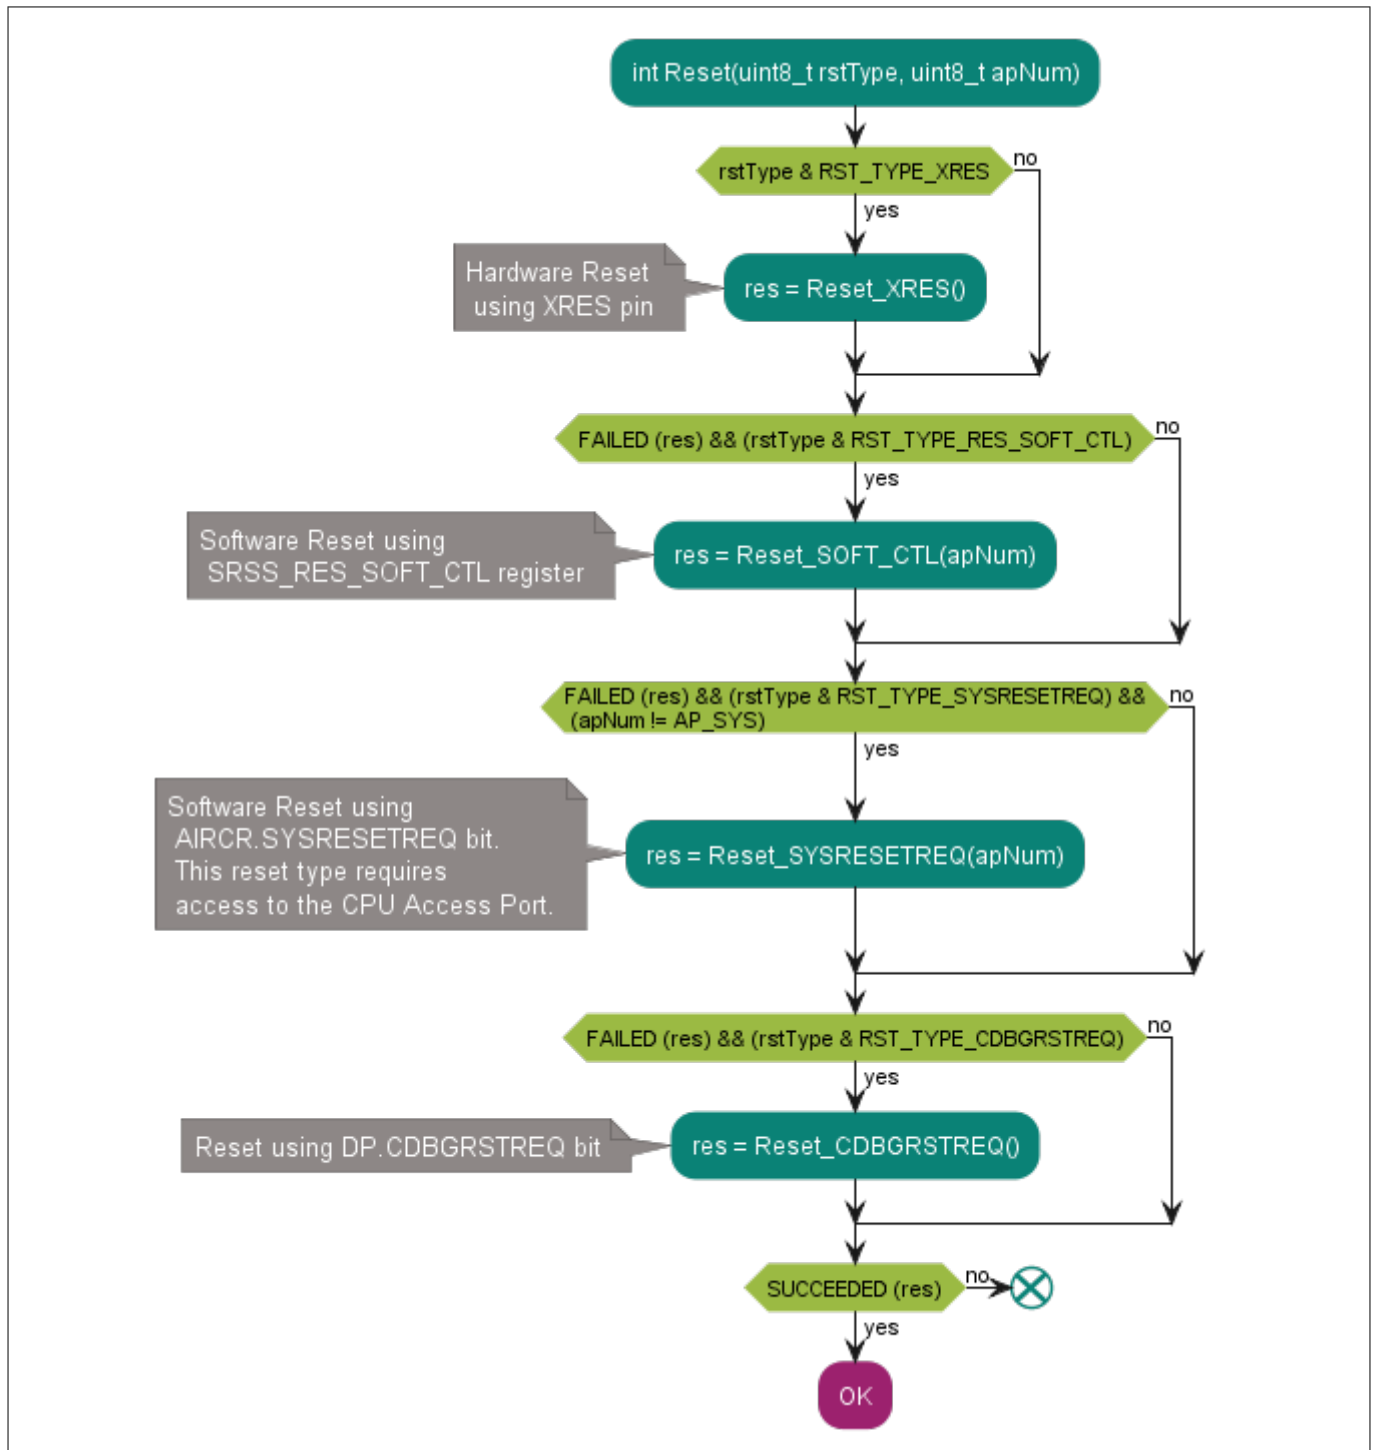 int Reset(uint8_t rstType, uint8_t apNum)
rstType & RST_TYPE_XRES
no
yes
Hardware Reset
using XRES pin
res = Reset_XRES()
FAILED (res) && (rstType & RST_TYPE_RES_SOFT_CTL)
no
yes
Software Reset using
SRSS_RES_SOFT_CTL register
res = Reset_SOFT_CTL(apNum)
FAILED (res) && (rstType & RST_TYPE_SYSRESETREQ) &&
(apNum != AP_SYS)
no
yes
Software Reset using
AIRCR.SYSRESETREQ bit.
This reset type requires
access to the CPU Access Port.
res = Reset_SYSRESETREQ(apNum)
FAILED (res) && (rstType & RST_TYPE_CDBGRSTREQ)
no
yes
Reset using DP.CDBGRSTREQ bit
res = Reset_CDBGRSTREQ()
SUCCEEDED (res)
no
yes
OK